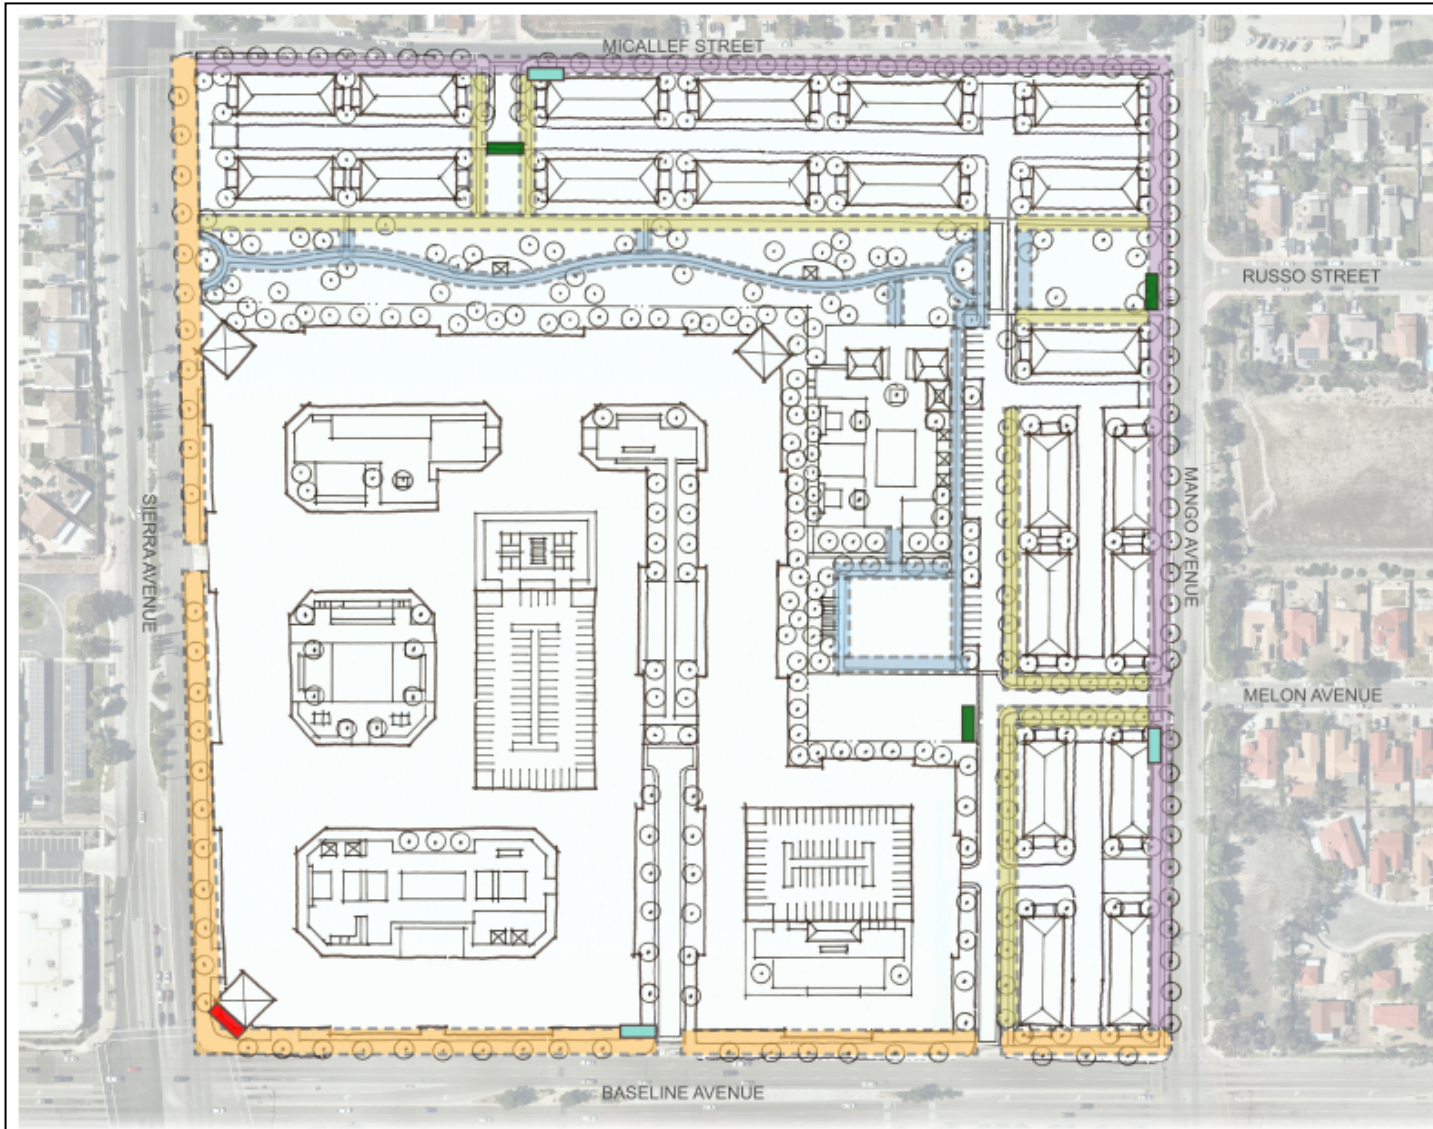 MICALLEF STREET
RUSSO STREET
SIERRA AVENUE
MANGO AVENUE
MELON AVENUE
BASELINE AVENUE